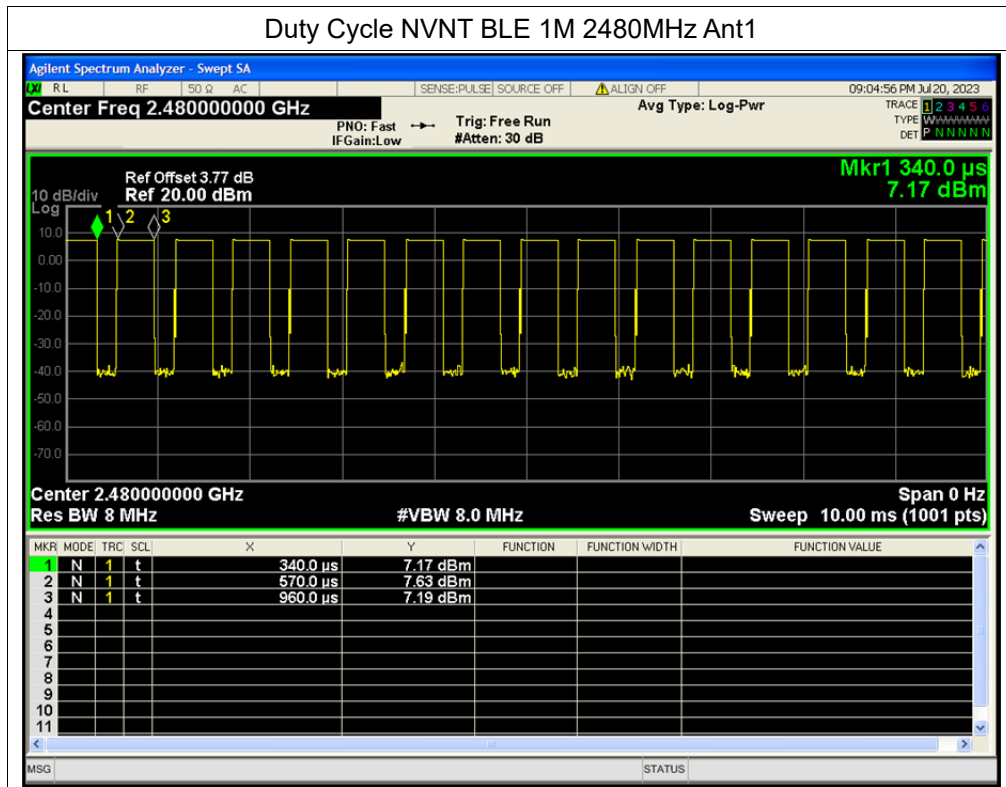 Duty Cycle NVNT BLE 1M 2480MHz Ant1
Agilent Spectrum Analyzer - Swept SA
LXI RL RF 50 Ω AC SENSE:PULSE SOURCE OFF ALIGN OFF 09:04:56 PM Jul 20, 2023
Center Freq 2.480000000 GHz Avg Type: Log-Pwr TRACE 1 2 3 4 5 6
PNO: Fast Trig: Free Run TYPE WWWWWW
IFGain:Low #Atten: 30 dB DET P N N N N N
Mkr1 340.0 µs
Ref Offset 3.77 dB
10 dB/div Ref 20.00 dBm 7.17 dBm
Log
1 2 3
10.0
0.00
-10.0
-20.0
-30.0
-40.0
-50.0
-60.0
-70.0
Center 2.480000000 GHz Span 0 Hz
Res BW 8 MHz #VBW 8.0 MHz Sweep 10.00 ms (1001 pts)
MKR MODE TRC SCL X Y FUNCTION FUNCTION WIDTH FUNCTION VALUE
1 N 1 t 340.0 µs 7.17 dBm
2 N 1 t 570.0 µs 7.63 dBm
3 N 1 t 960.0 µs 7.19 dBm
4
5
6
7
8
9
10
11
MSG STATUS